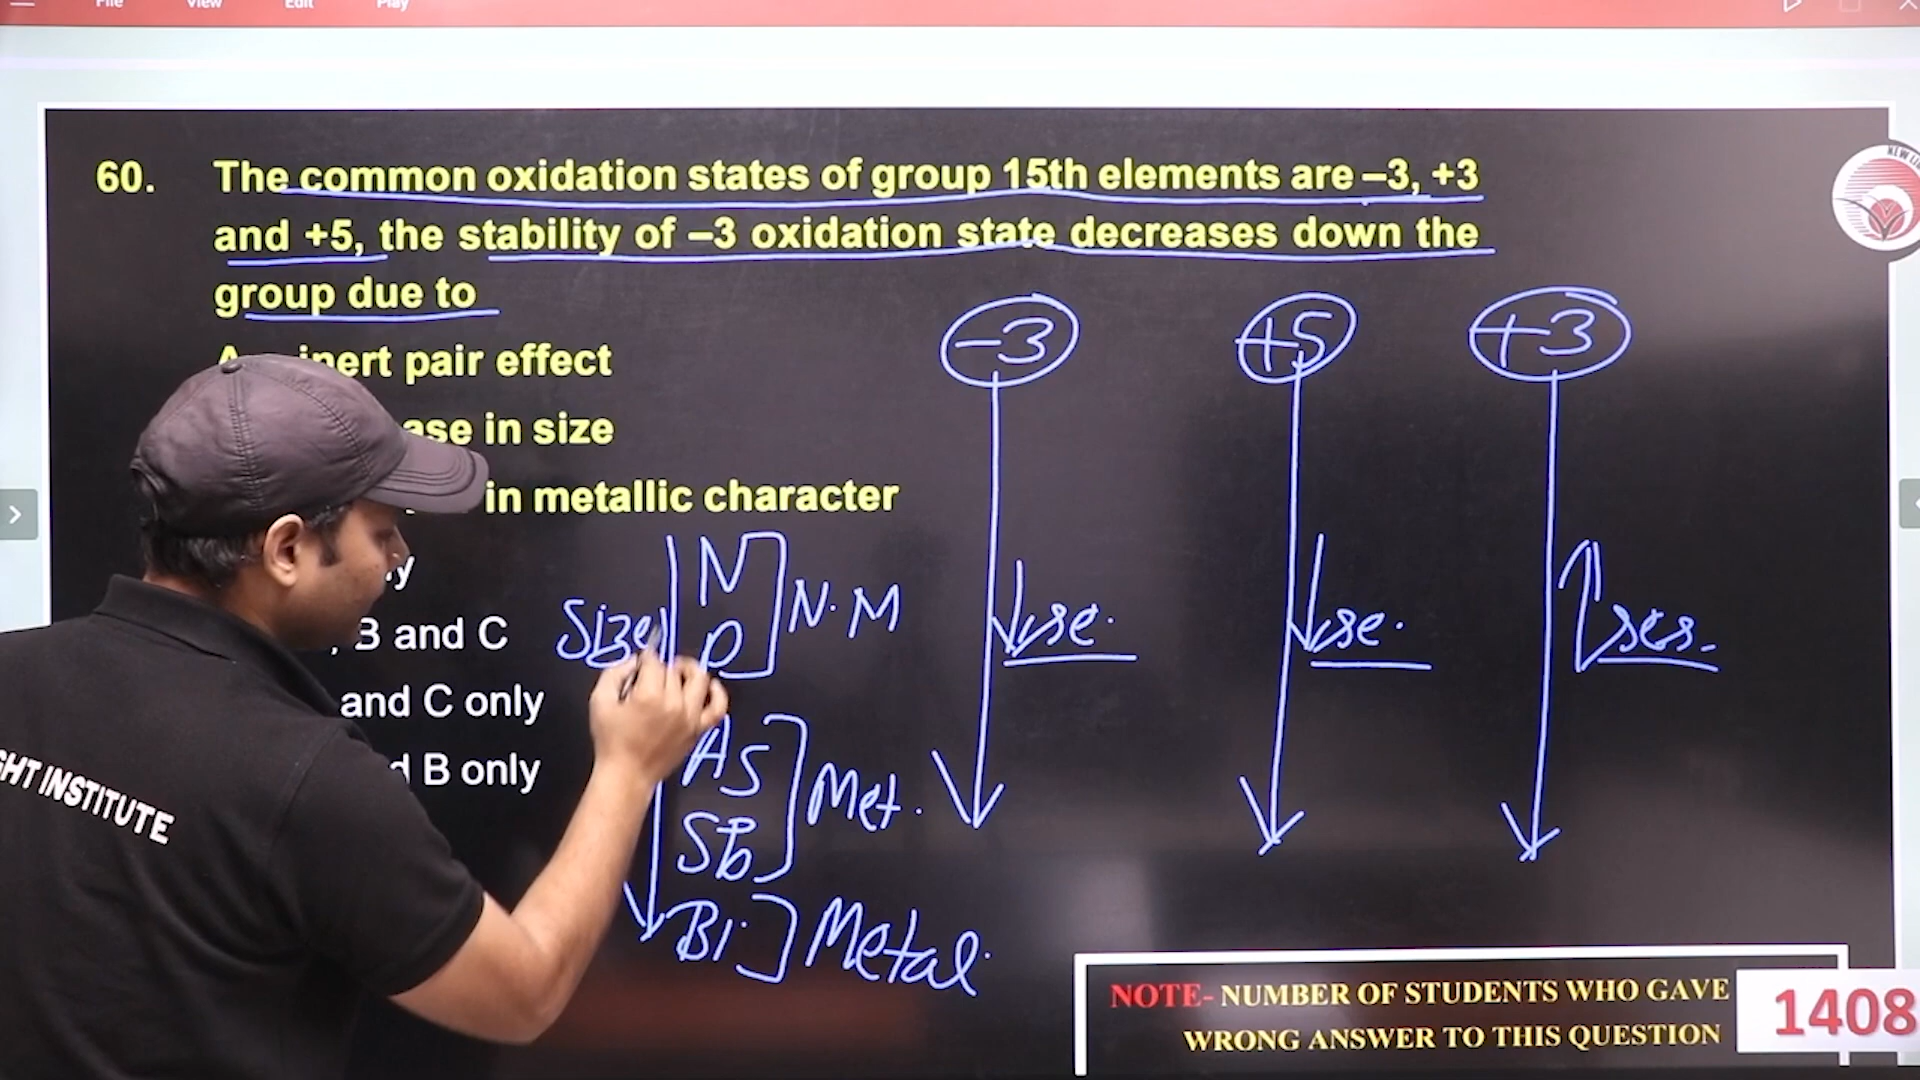 File View Edit Play
NEW LI
60. The common oxidation states of group 15th elements are –3, +3
and +5, the stability of –3 oxidation state decreases down the
group due to
inert pair effect
ase in size
in metallic character
y
, B and C
and C only
d B only
-3 +5 +3
N
P
N.M
Size
↓se.
↓se.
↑ses.
As
Sb
Met.
Bi
Metal.
GHT INSTITUTE
NOTE- NUMBER OF STUDENTS WHO GAVE
WRONG ANSWER TO THIS QUESTION
1408